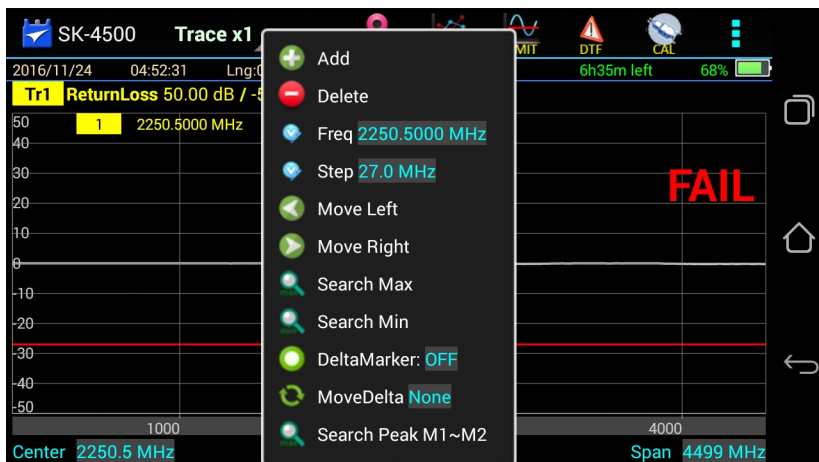 SK-4500 Trace x1
MIT DTF CAL
2016/11/24 04:52:31 Lng: 6h35m left 68%
Tr1 ReturnLoss 50.00 dB / -5
1 2250.5000 MHz
50
40
30
20
10
0
-10
-20
-30
-40
-50
FAIL
Add
Delete
Freq 2250.5000 MHz
Step 27.0 MHz
Move Left
Move Right
Search Max
Search Min
DeltaMarker: OFF
MoveDelta None
Search Peak M1~M2
1000 4000
Center 2250.5 MHz Span 4499 MHz